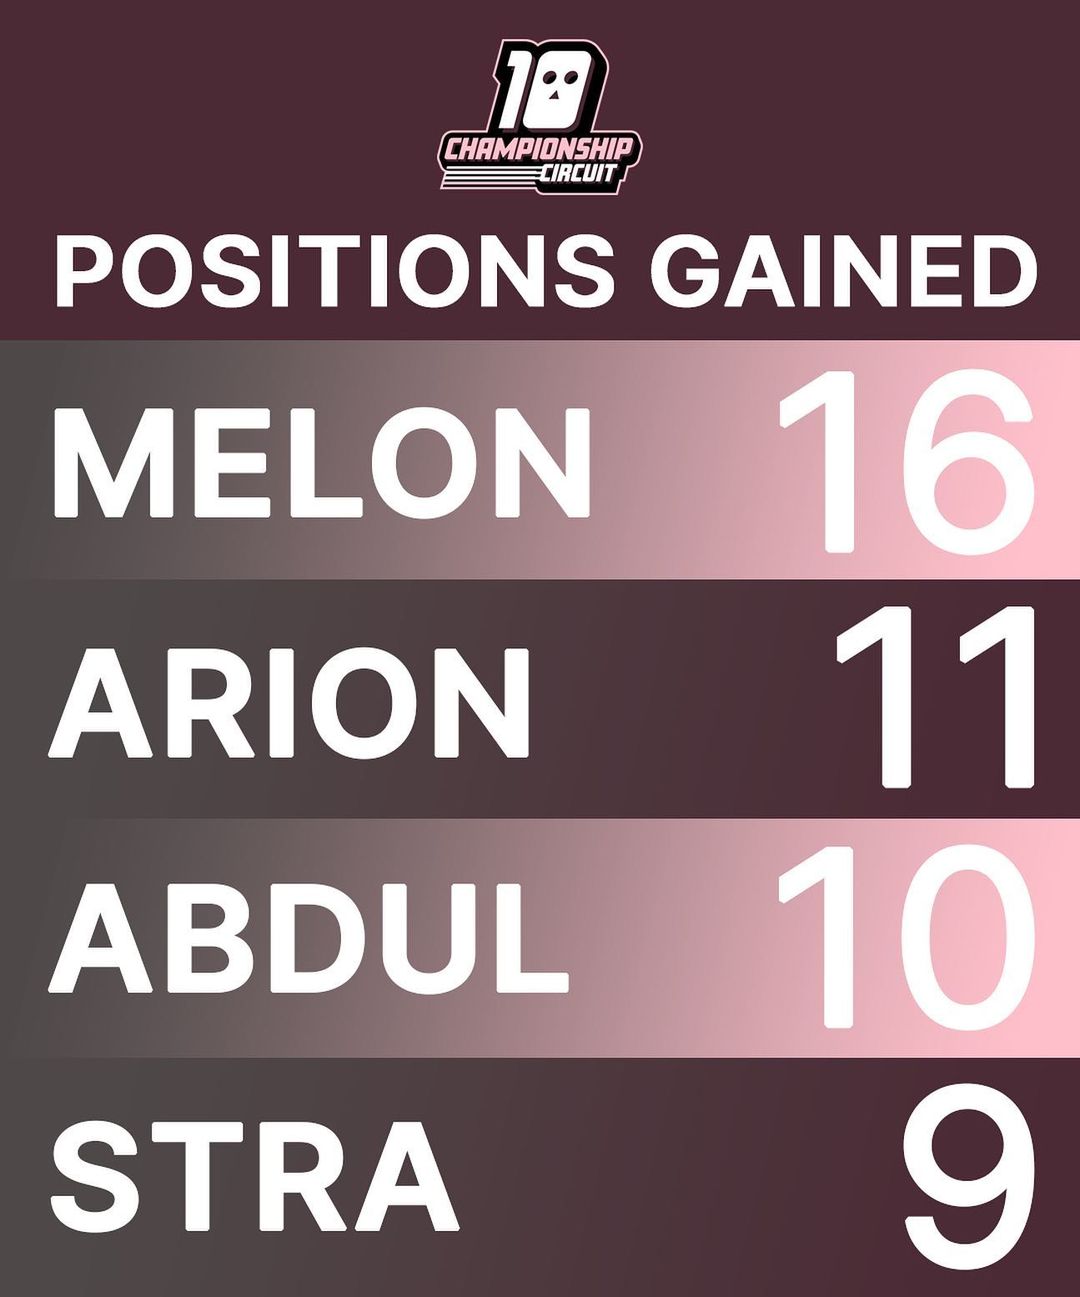 10
CHAMPIONSHIP
CIRCUIT
POSITIONS GAINED
MELON 16
ARION 11
ABDUL 10
STRA 9